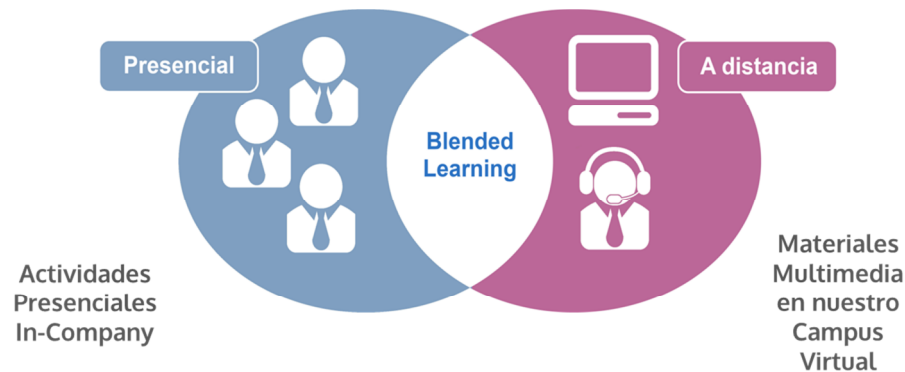 Presencial
A distancia
Blended
Learning
Actividades
Presenciales
In-Company
Materiales
Multimedia
en nuestro
Campus
Virtual